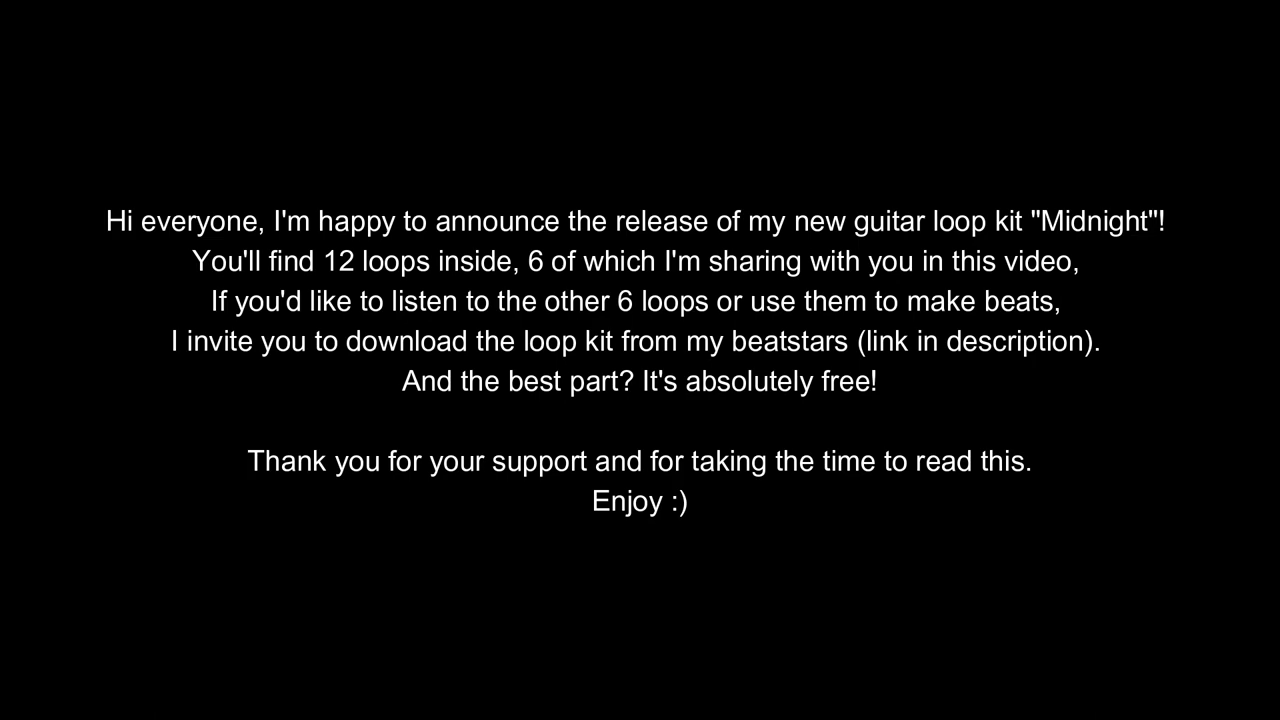 Hi everyone, I'm happy to announce the release of my new guitar loop kit "Midnight"!
You'll find 12 loops inside, 6 of which I'm sharing with you in this video,
If you'd like to listen to the other 6 loops or use them to make beats,
I invite you to download the loop kit from my beatstars (link in description).
And the best part? It's absolutely free!
Thank you for your support and for taking the time to read this.
Enjoy :)